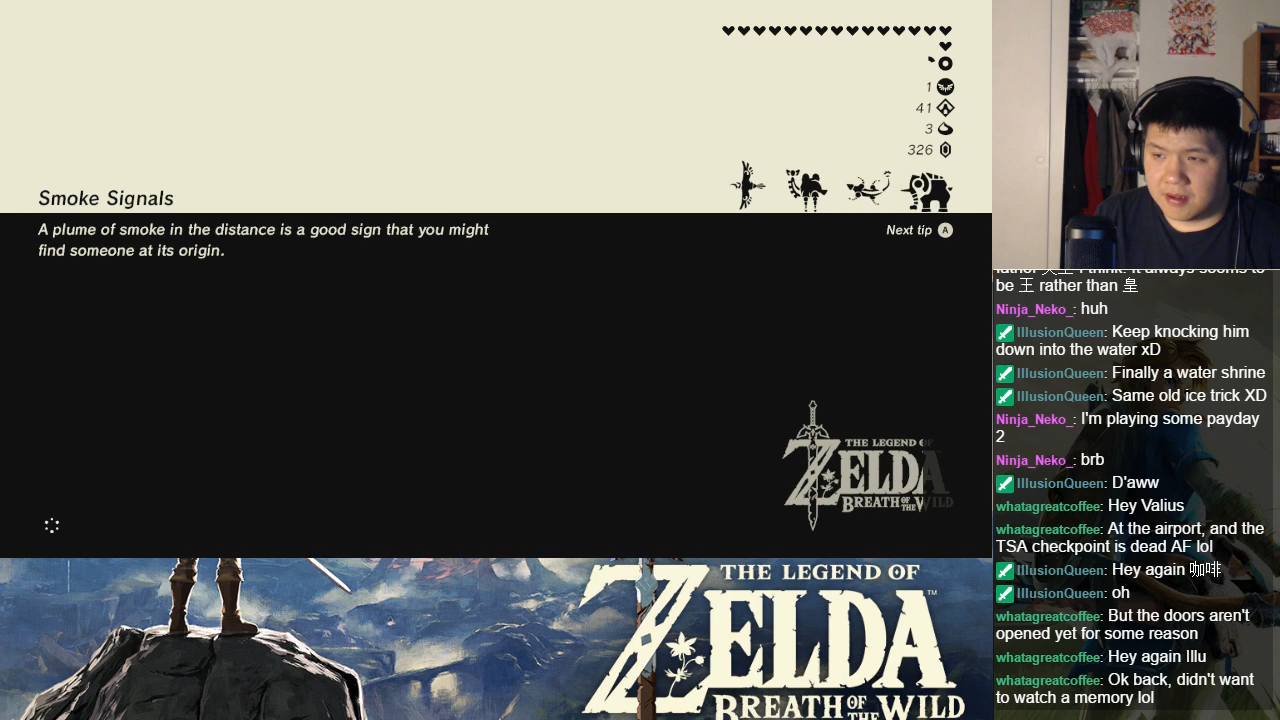 1
41
3
326
Smoke Signals
A plume of smoke in the distance is a good sign that you might
find someone at its origin.
Next tip A
THE LEGEND OF
ZELDA
BREATH OF THE WILD
THE LEGEND OF
ZELDA™
BREATH OF THE WILD
be 王 rather than 皇
Ninja_Neko_: huh
IllusionQueen: Keep knocking him
down into the water xD
IllusionQueen: Finally a water shrine
IllusionQueen: Same old ice trick XD
Ninja_Neko_: I'm playing some payday
2
Ninja_Neko_: brb
IllusionQueen: D'aww
whatagreatcoffee: Hey Valius
whatagreatcoffee: At the airport, and the
TSA checkpoint is dead AF lol
IllusionQueen: Hey again 咖啡
IllusionQueen: oh
whatagreatcoffee: But the doors aren't
opened yet for some reason
whatagreatcoffee: Hey again Illu
whatagreatcoffee: Ok back, didn't want
to watch a memory lol